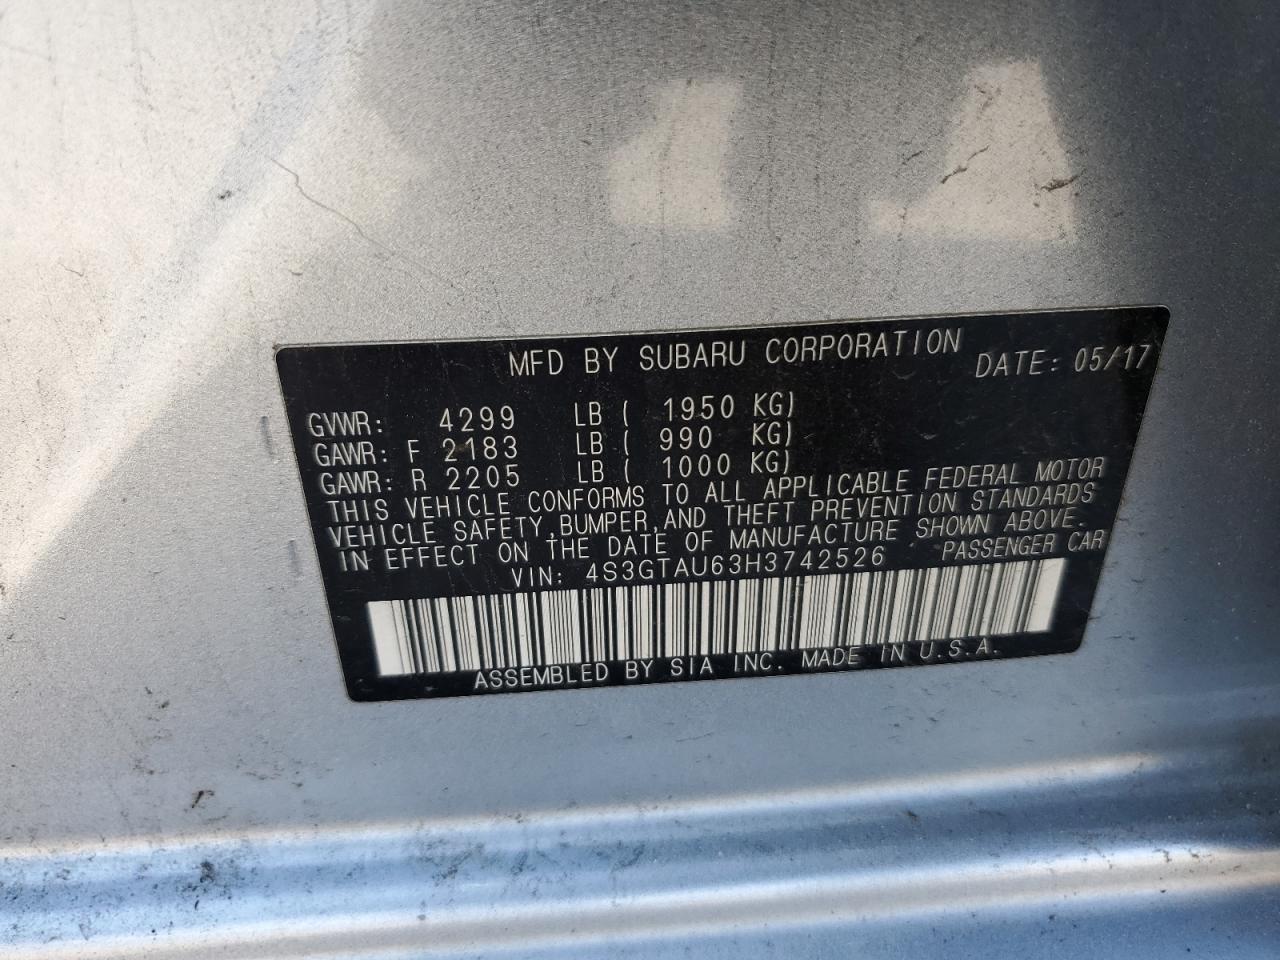 MFD BY SUBARU CORPORATION DATE: 05/17
GVWR: 4299 LB ( 1950 KG)
GAWR: F 2183 LB ( 990 KG)
GAWR: R 2205 LB ( 1000 KG)
THIS VEHICLE CONFORMS TO ALL APPLICABLE FEDERAL MOTOR
VEHICLE SAFETY,BUMPER,AND THEFT PREVENTION STANDARDS
IN EFFECT ON THE DATE OF MANUFACTURE SHOWN ABOVE.
VIN: 4S3GTAU63H3742526 PASSENGER CAR
ASSEMBLED BY SIA INC. MADE IN U.S.A.